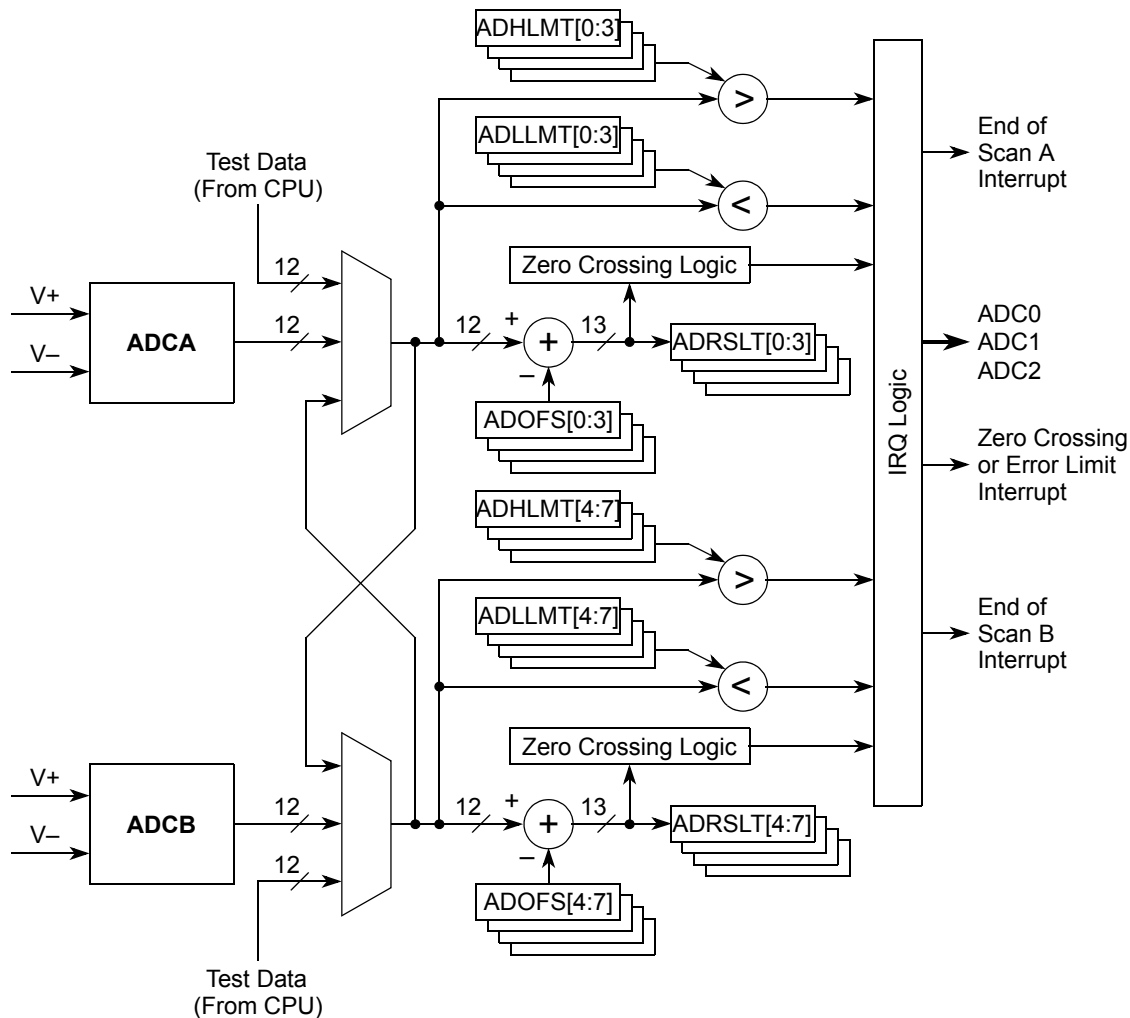 ADHLMT[0:3]
>
ADLLMT[0:3]
<
Test Data
(From CPU)
12
Zero Crossing Logic
V+
V–
ADCA
12
12
+
+
–
13
ADRSLT[0:3]
ADOFS[0:3]
IRQ Logic
End of
Scan A
Interrupt
ADC0
ADC1
ADC2
Zero Crossing
or Error Limit
Interrupt
End of
Scan B
Interrupt
ADHLMT[4:7]
>
ADLLMT[4:7]
<
Zero Crossing Logic
V+
V–
ADCB
12
12
12
+
+
–
13
ADRSLT[4:7]
ADOFS[4:7]
Test Data
(From CPU)